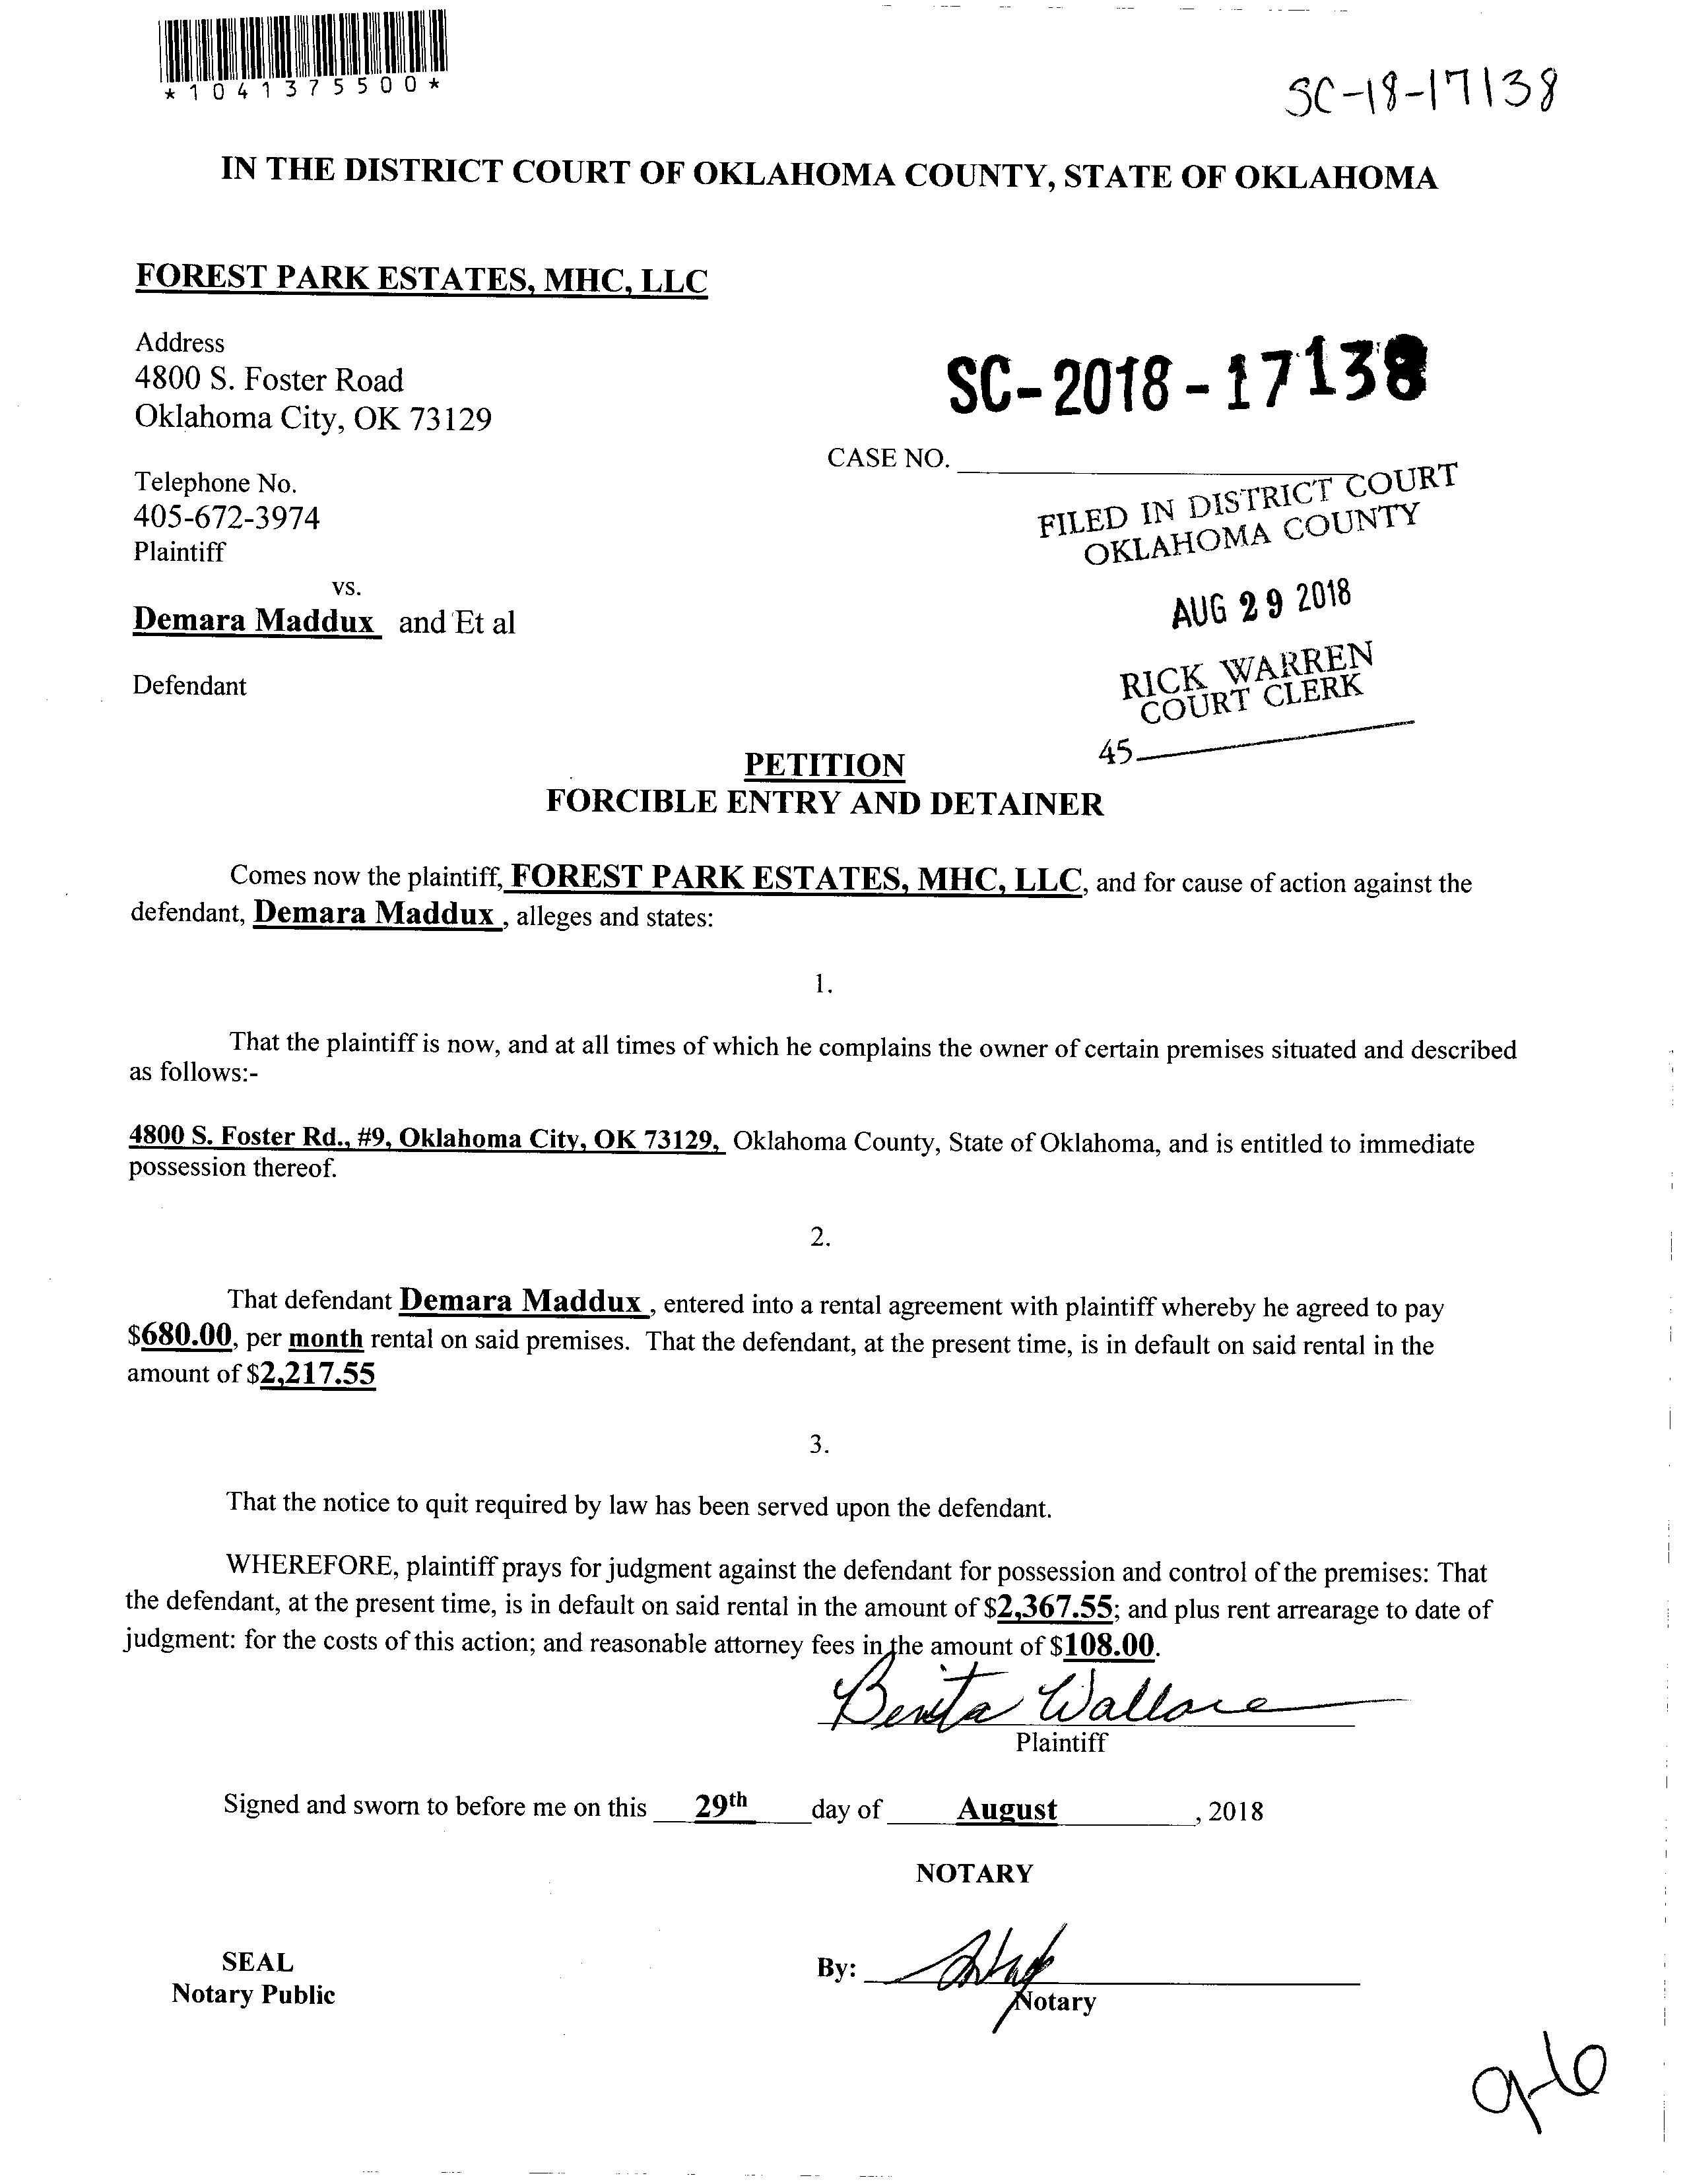 *1041375500*
SC-18-17138
IN THE DISTRICT COURT OF OKLAHOMA COUNTY, STATE OF OKLAHOMA
FOREST PARK ESTATES, MHC, LLC
Address
4800 S. Foster Road
Oklahoma City, OK 73129
SC-2018-17138
CASE NO.
Telephone No.
405-672-3974
Plaintiff
FILED IN DISTRICT COURT
OKLAHOMA COUNTY
vs.
Demara Maddux and Et al
AUG 29 2018
Defendant
RICK WARREN
COURT CLERK
45
PETITION
FORCIBLE ENTRY AND DETAINER
Comes now the plaintiff, FOREST PARK ESTATES, MHC, LLC, and for cause of action against the
defendant, Demara Maddux , alleges and states:
1.
That the plaintiff is now, and at all times of which he complains the owner of certain premises situated and described
as follows:-
4800 S. Foster Rd., #9, Oklahoma City, OK 73129, Oklahoma County, State of Oklahoma, and is entitled to immediate
possession thereof.
2.
That defendant Demara Maddux , entered into a rental agreement with plaintiff whereby he agreed to pay
$680.00, per month rental on said premises. That the defendant, at the present time, is in default on said rental in the
amount of $2,217.55
3.
That the notice to quit required by law has been served upon the defendant.
WHEREFORE, plaintiff prays for judgment against the defendant for possession and control of the premises: That
the defendant, at the present time, is in default on said rental in the amount of $2,367.55; and plus rent arrearage to date of
judgment: for the costs of this action; and reasonable attorney fees in the amount of $108.00.
Benita Wallace
Plaintiff
Signed and sworn to before me on this 29th day of August , 2018
NOTARY
SEAL
Notary Public
By:
Notary
9-6